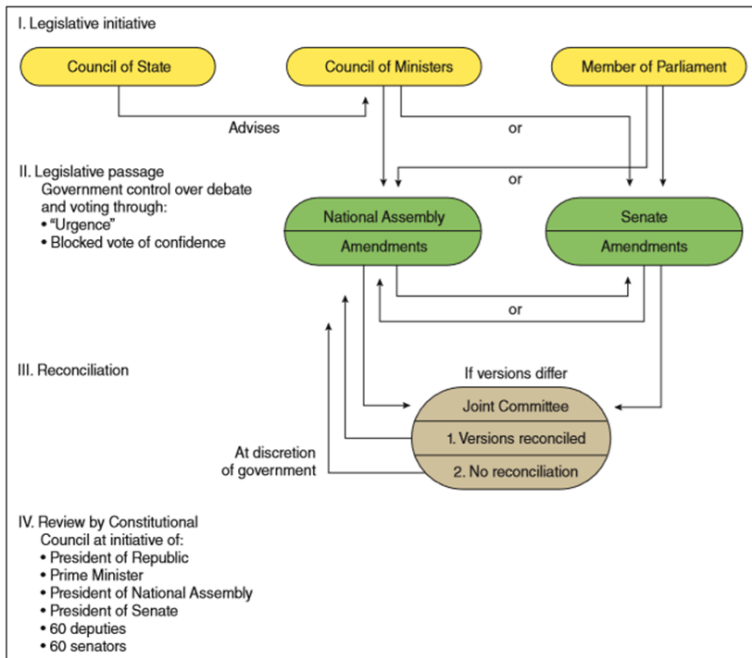 I. Legislative initiative
Council of State
Council of Ministers
Member of Parliament
Advises
or
II. Legislative passage
Government control over debate
and voting through:
• “Urgence”
• Blocked vote of confidence
or
National Assembly
Amendments
Senate
Amendments
or
III. Reconciliation
If versions differ
Joint Committee
1. Versions reconciled
2. No reconciliation
At discretion
of government
IV. Review by Constitutional
Council at initiative of:
• President of Republic
• Prime Minister
• President of National Assembly
• President of Senate
• 60 deputies
• 60 senators